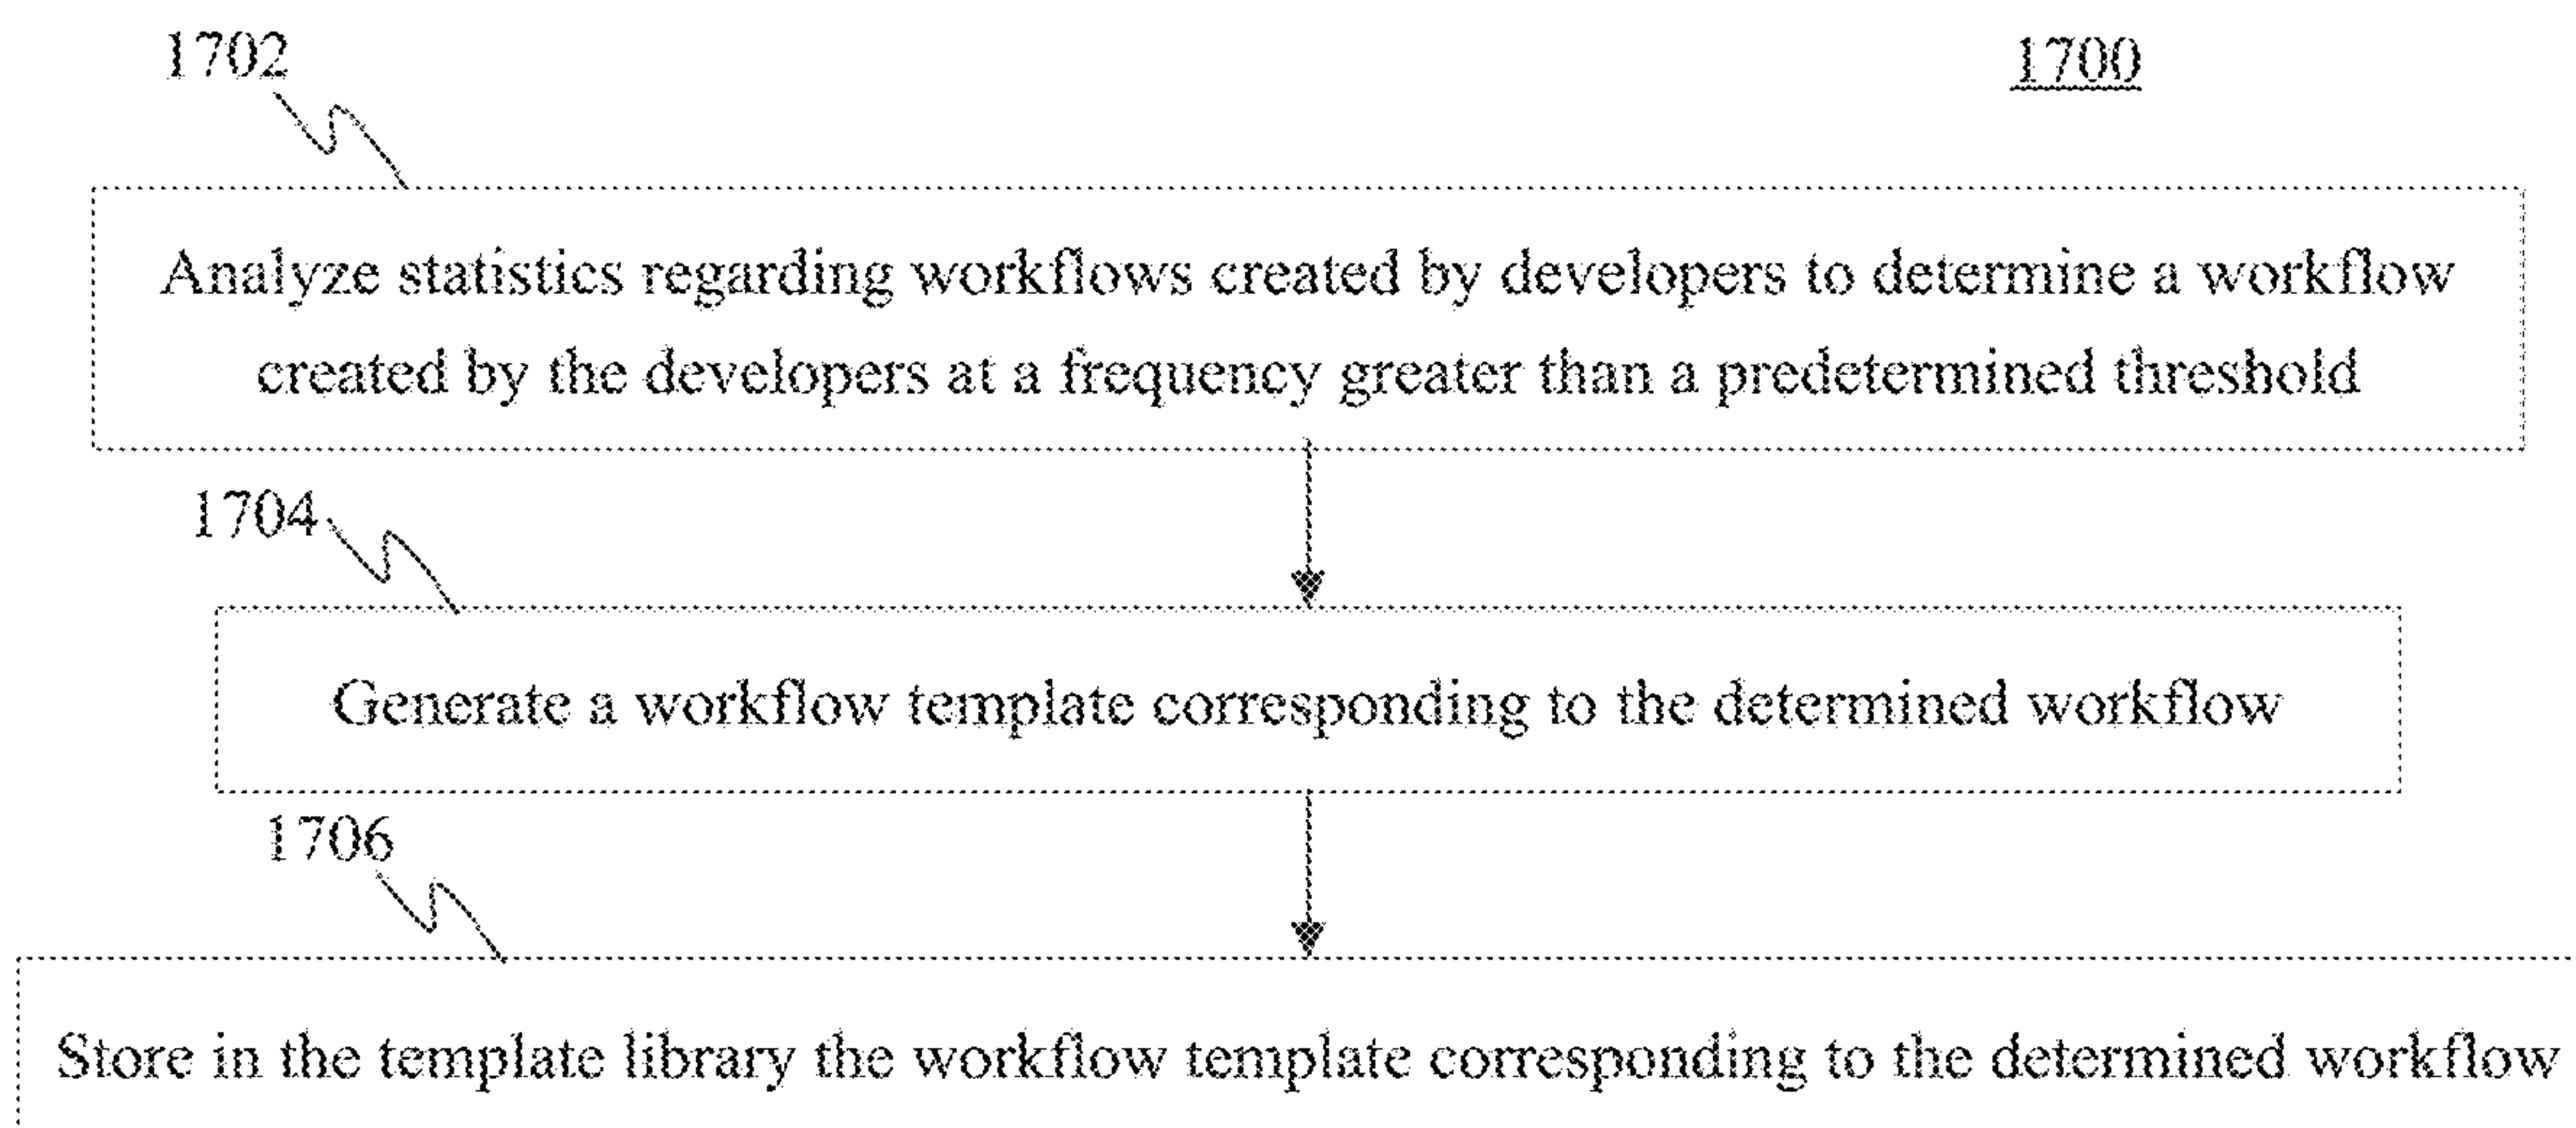 1702
1700
Analyze statistics regarding workflows created by developers to determine a workflow
created by the developers at a frequency greater than a predetermined threshold
1704
Generate a workflow template corresponding to the determined workflow
1706
Store in the template library the workflow template corresponding to the determined workflow